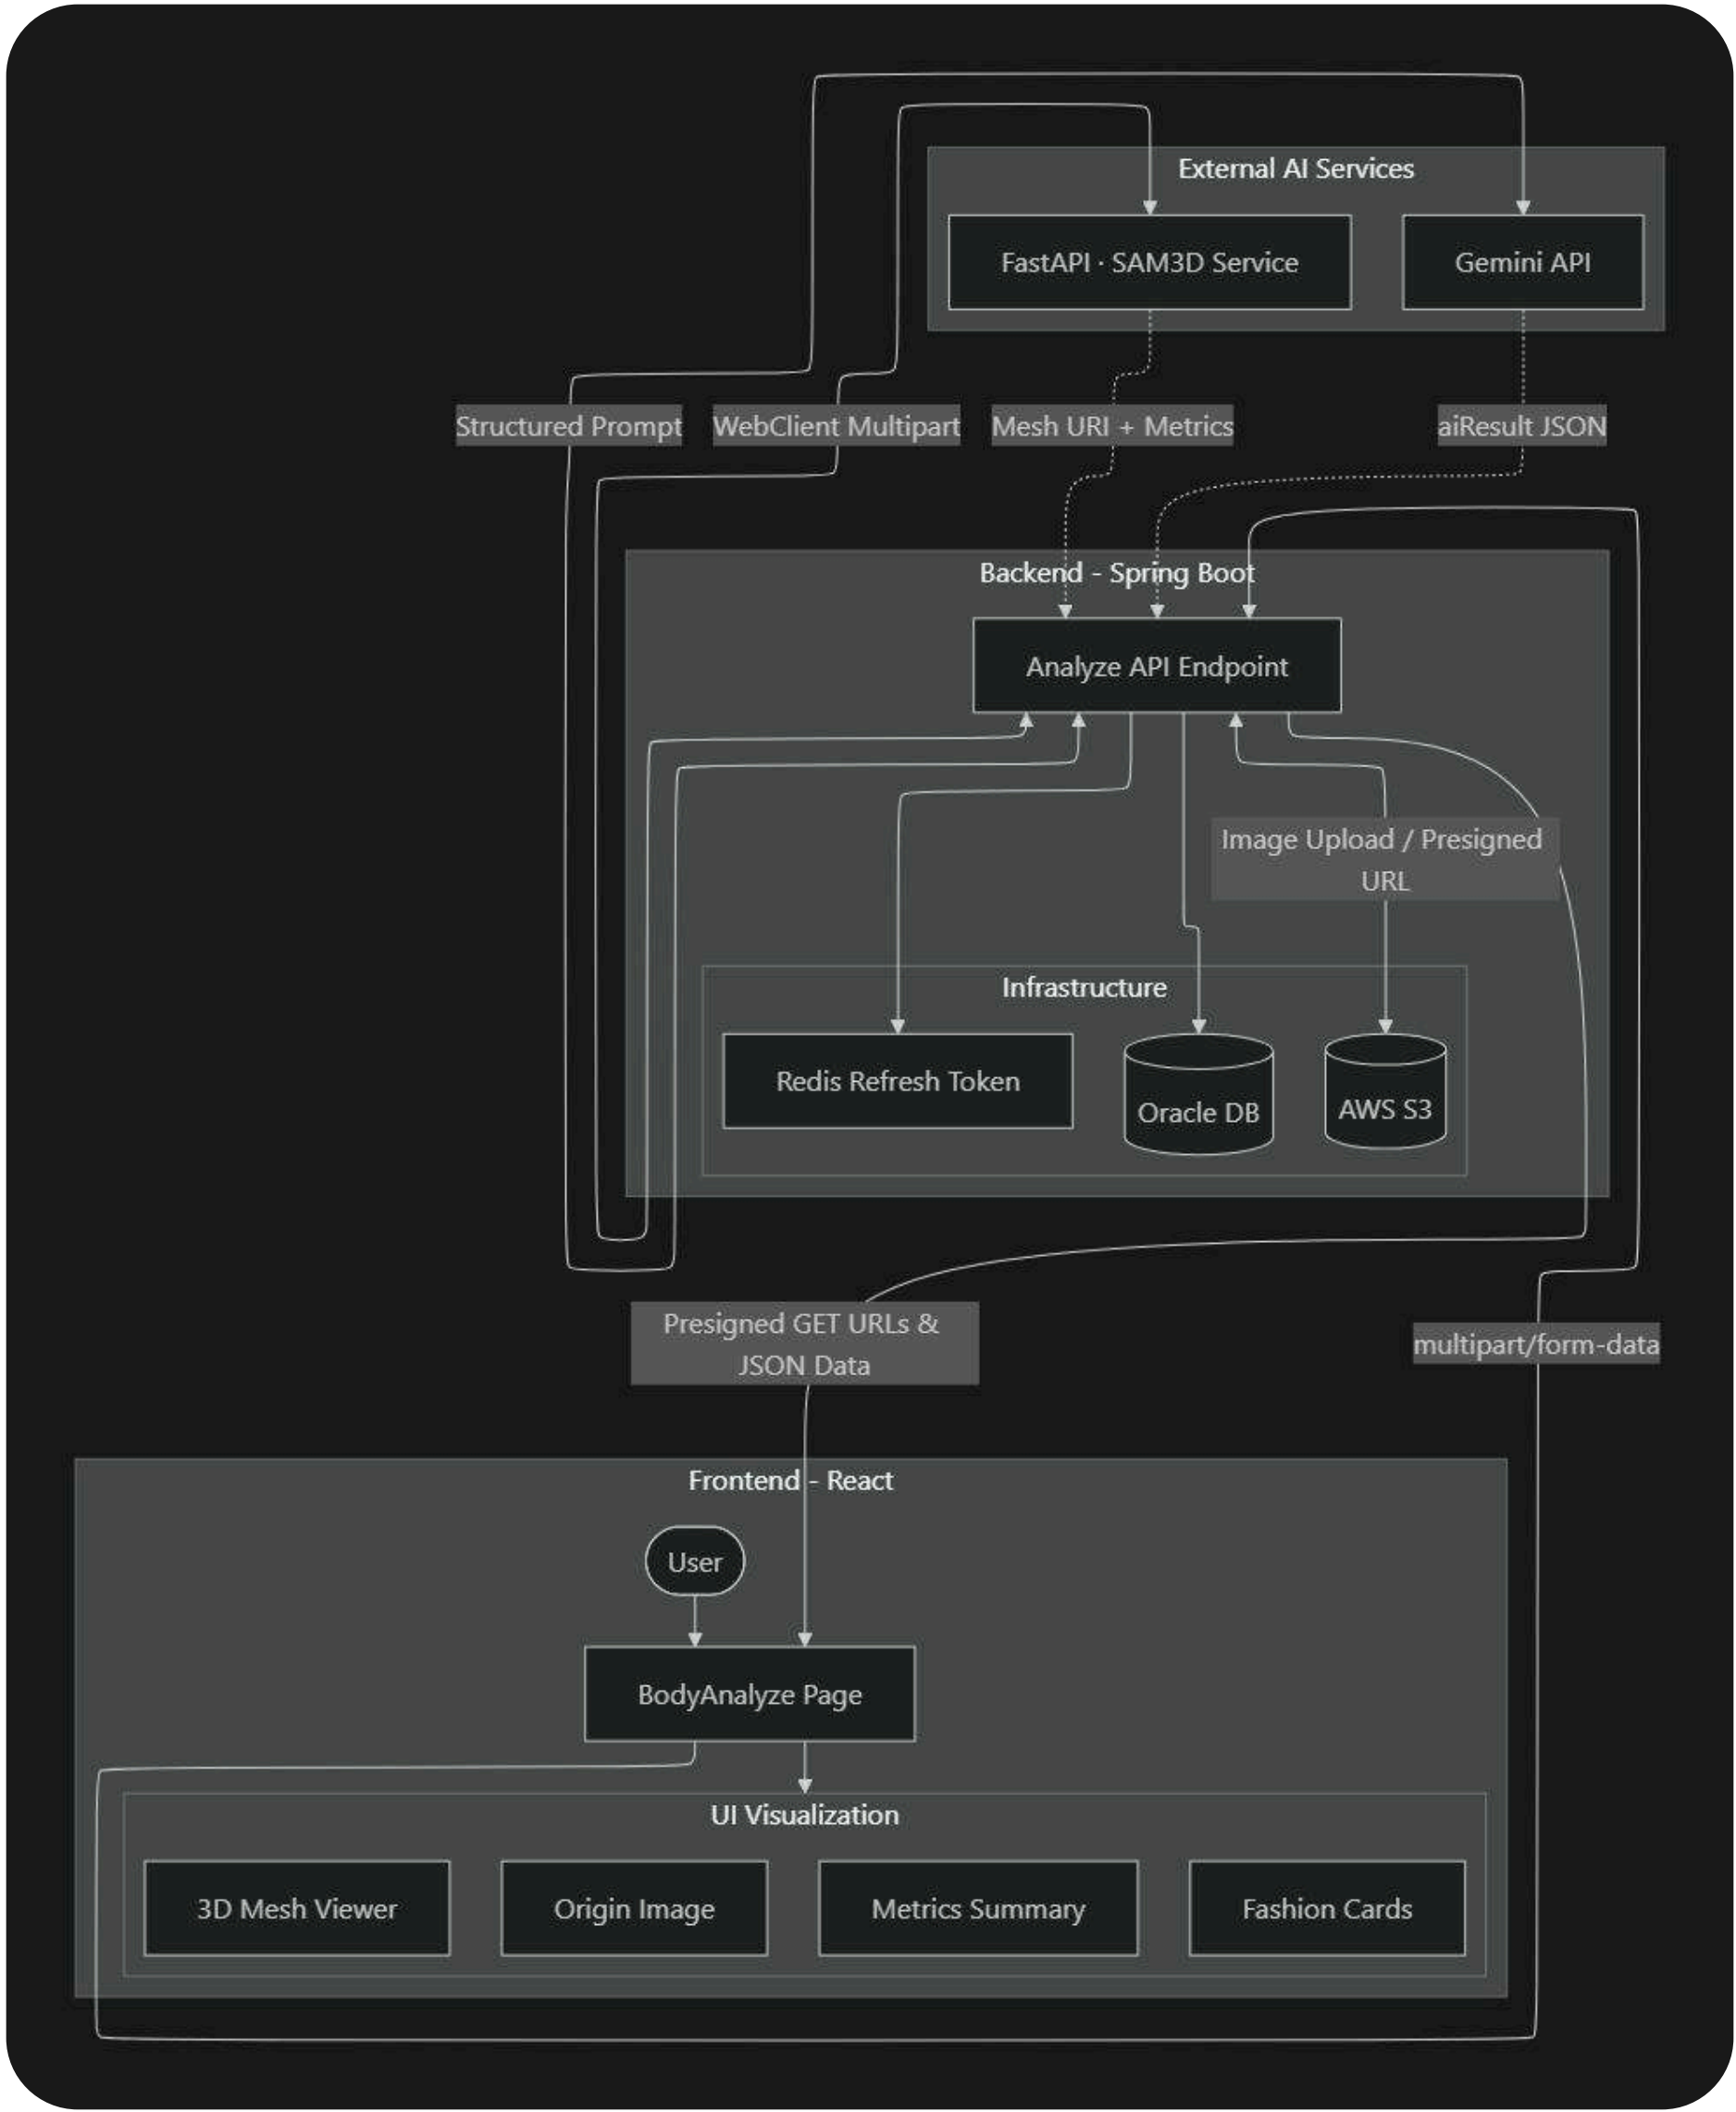 External AI Services
FastAPI · SAM3D Service
Gemini API
Structured Prompt
WebClient Multipart
Mesh URI + Metrics
aiResult JSON
Backend - Spring Boot
Analyze API Endpoint
Image Upload / Presigned
URL
Infrastructure
Redis Refresh Token
Oracle DB
AWS S3
Presigned GET URLs &
JSON Data
multipart/form-data
Frontend - React
User
BodyAnalyze Page
UI Visualization
3D Mesh Viewer
Origin Image
Metrics Summary
Fashion Cards